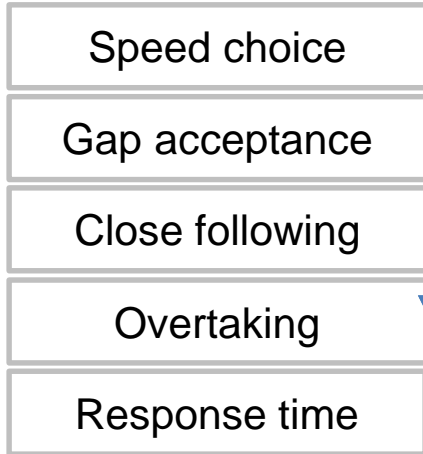 Speed choice
Gap acceptance
Close following
Overtaking
Response time